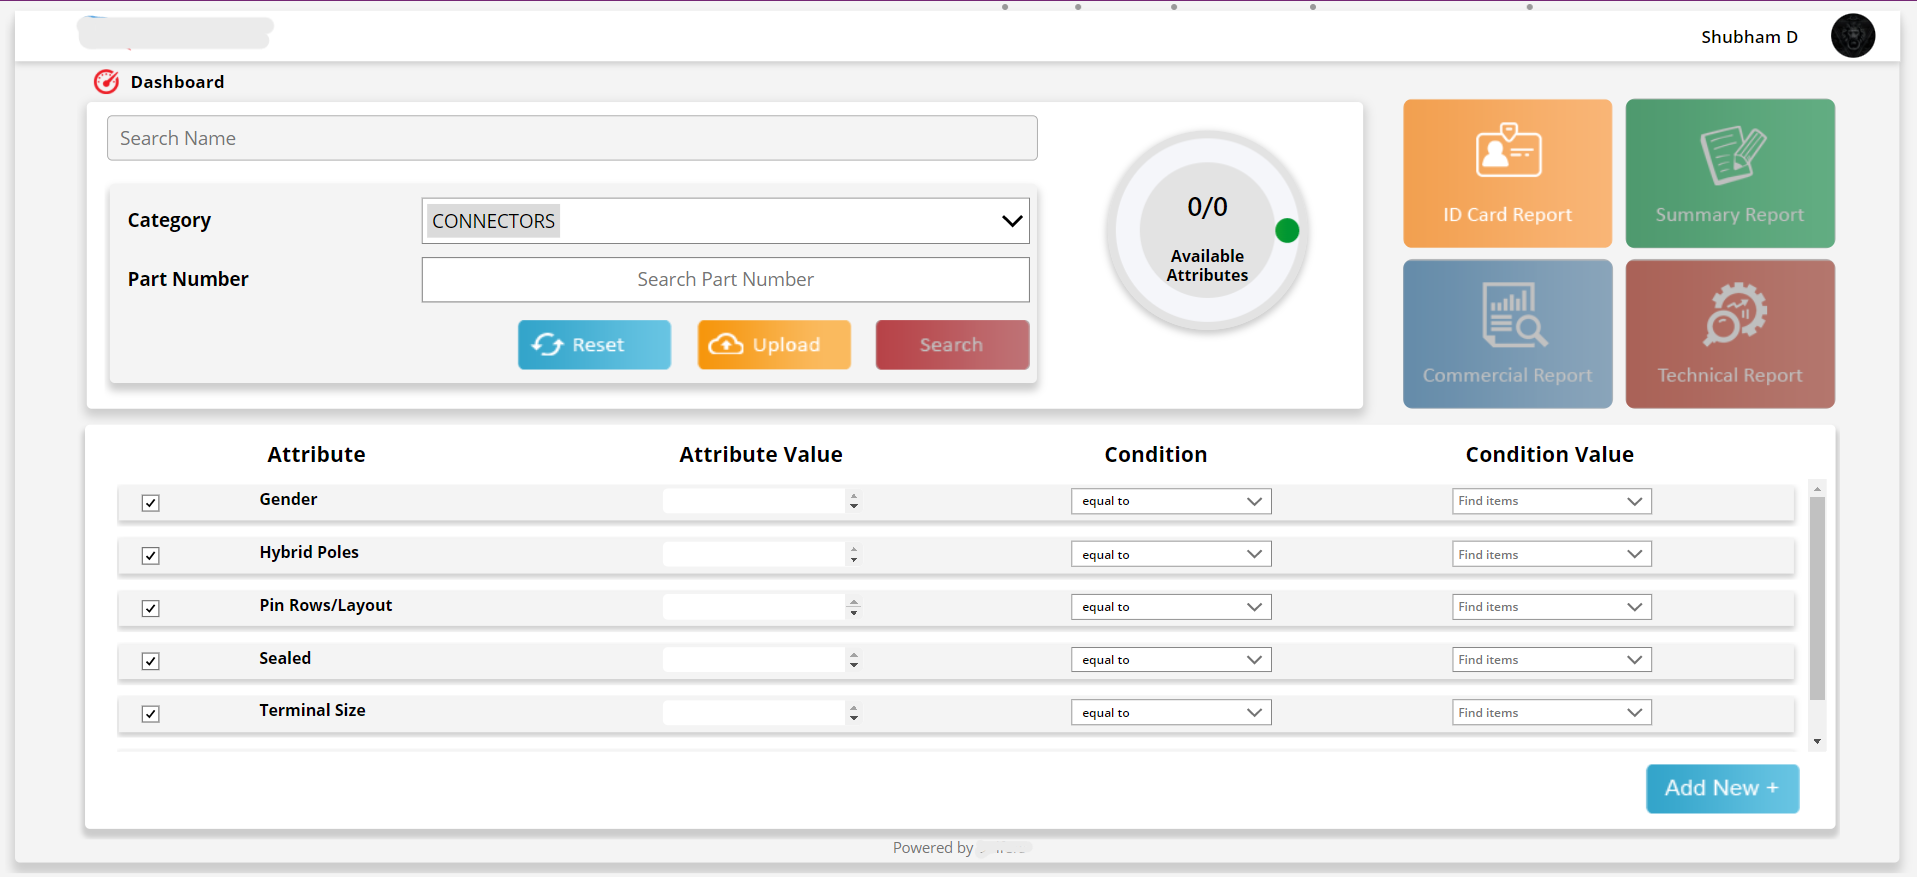 Shubham D
Dashboard
Search Name
Category
CONNECTORS
Part Number
Search Part Number
Reset
Upload
Search
0/0
Available
Attributes
ID Card Report
Summary Report
Commercial Report
Technical Report
Attribute
Attribute Value
Condition
Condition Value
Gender
equal to
Find items
Hybrid Poles
equal to
Find items
Pin Rows/Layout
equal to
Find items
Sealed
equal to
Find items
Terminal Size
equal to
Find items
Add New +
Powered by